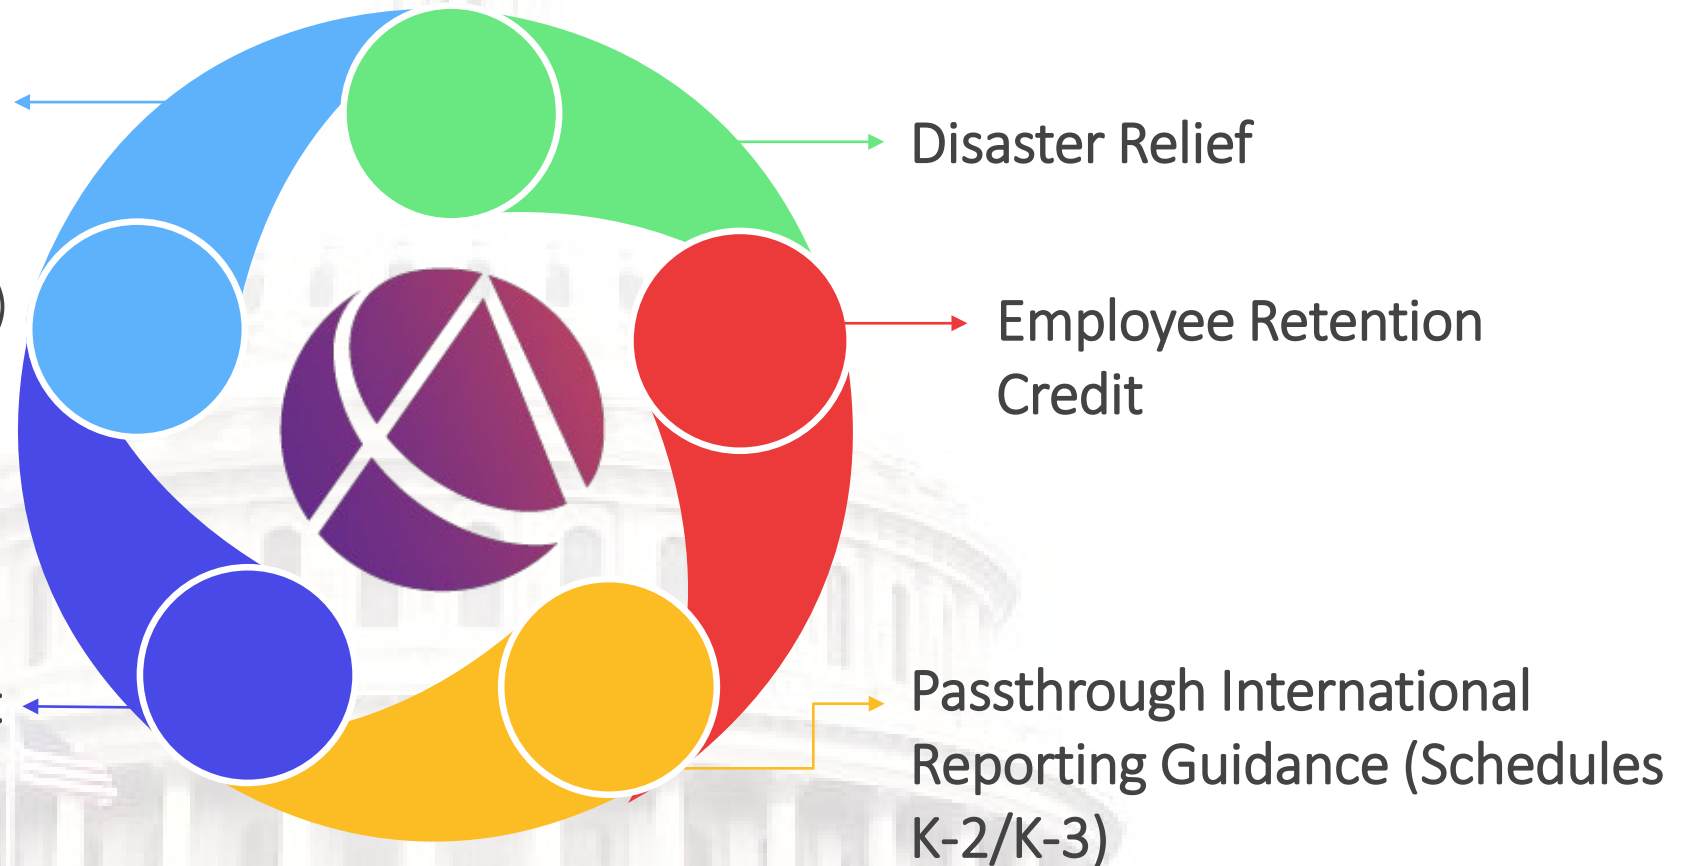 Disaster Relief
Employee Retention
Credit
Passthrough International
Reporting Guidance (Schedules
K-2/K-3)
)
t